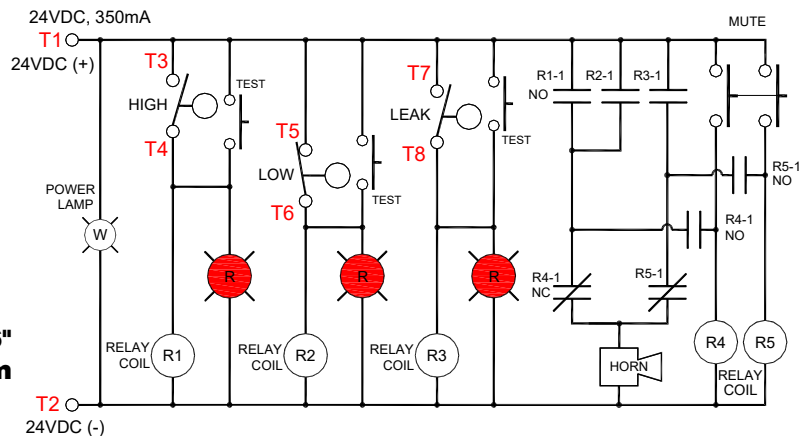 24VDC, 350mA
T1
24VDC (+)
MUTE
T3
HIGH
T4
TEST
T5
LOW
T6
TEST
T7
LEAK
T8
TEST
R1-1
NO
R2-1
R3-1
R5-1
NO
R4-1
NO
R4-1
NC
R5-1
POWER
LAMP
W
R
R
R
RELAY
COIL
R1
RELAY
COIL
R2
RELAY
COIL
R3
HORN
R4
R5
RELAY
COIL
T2
24VDC (-)